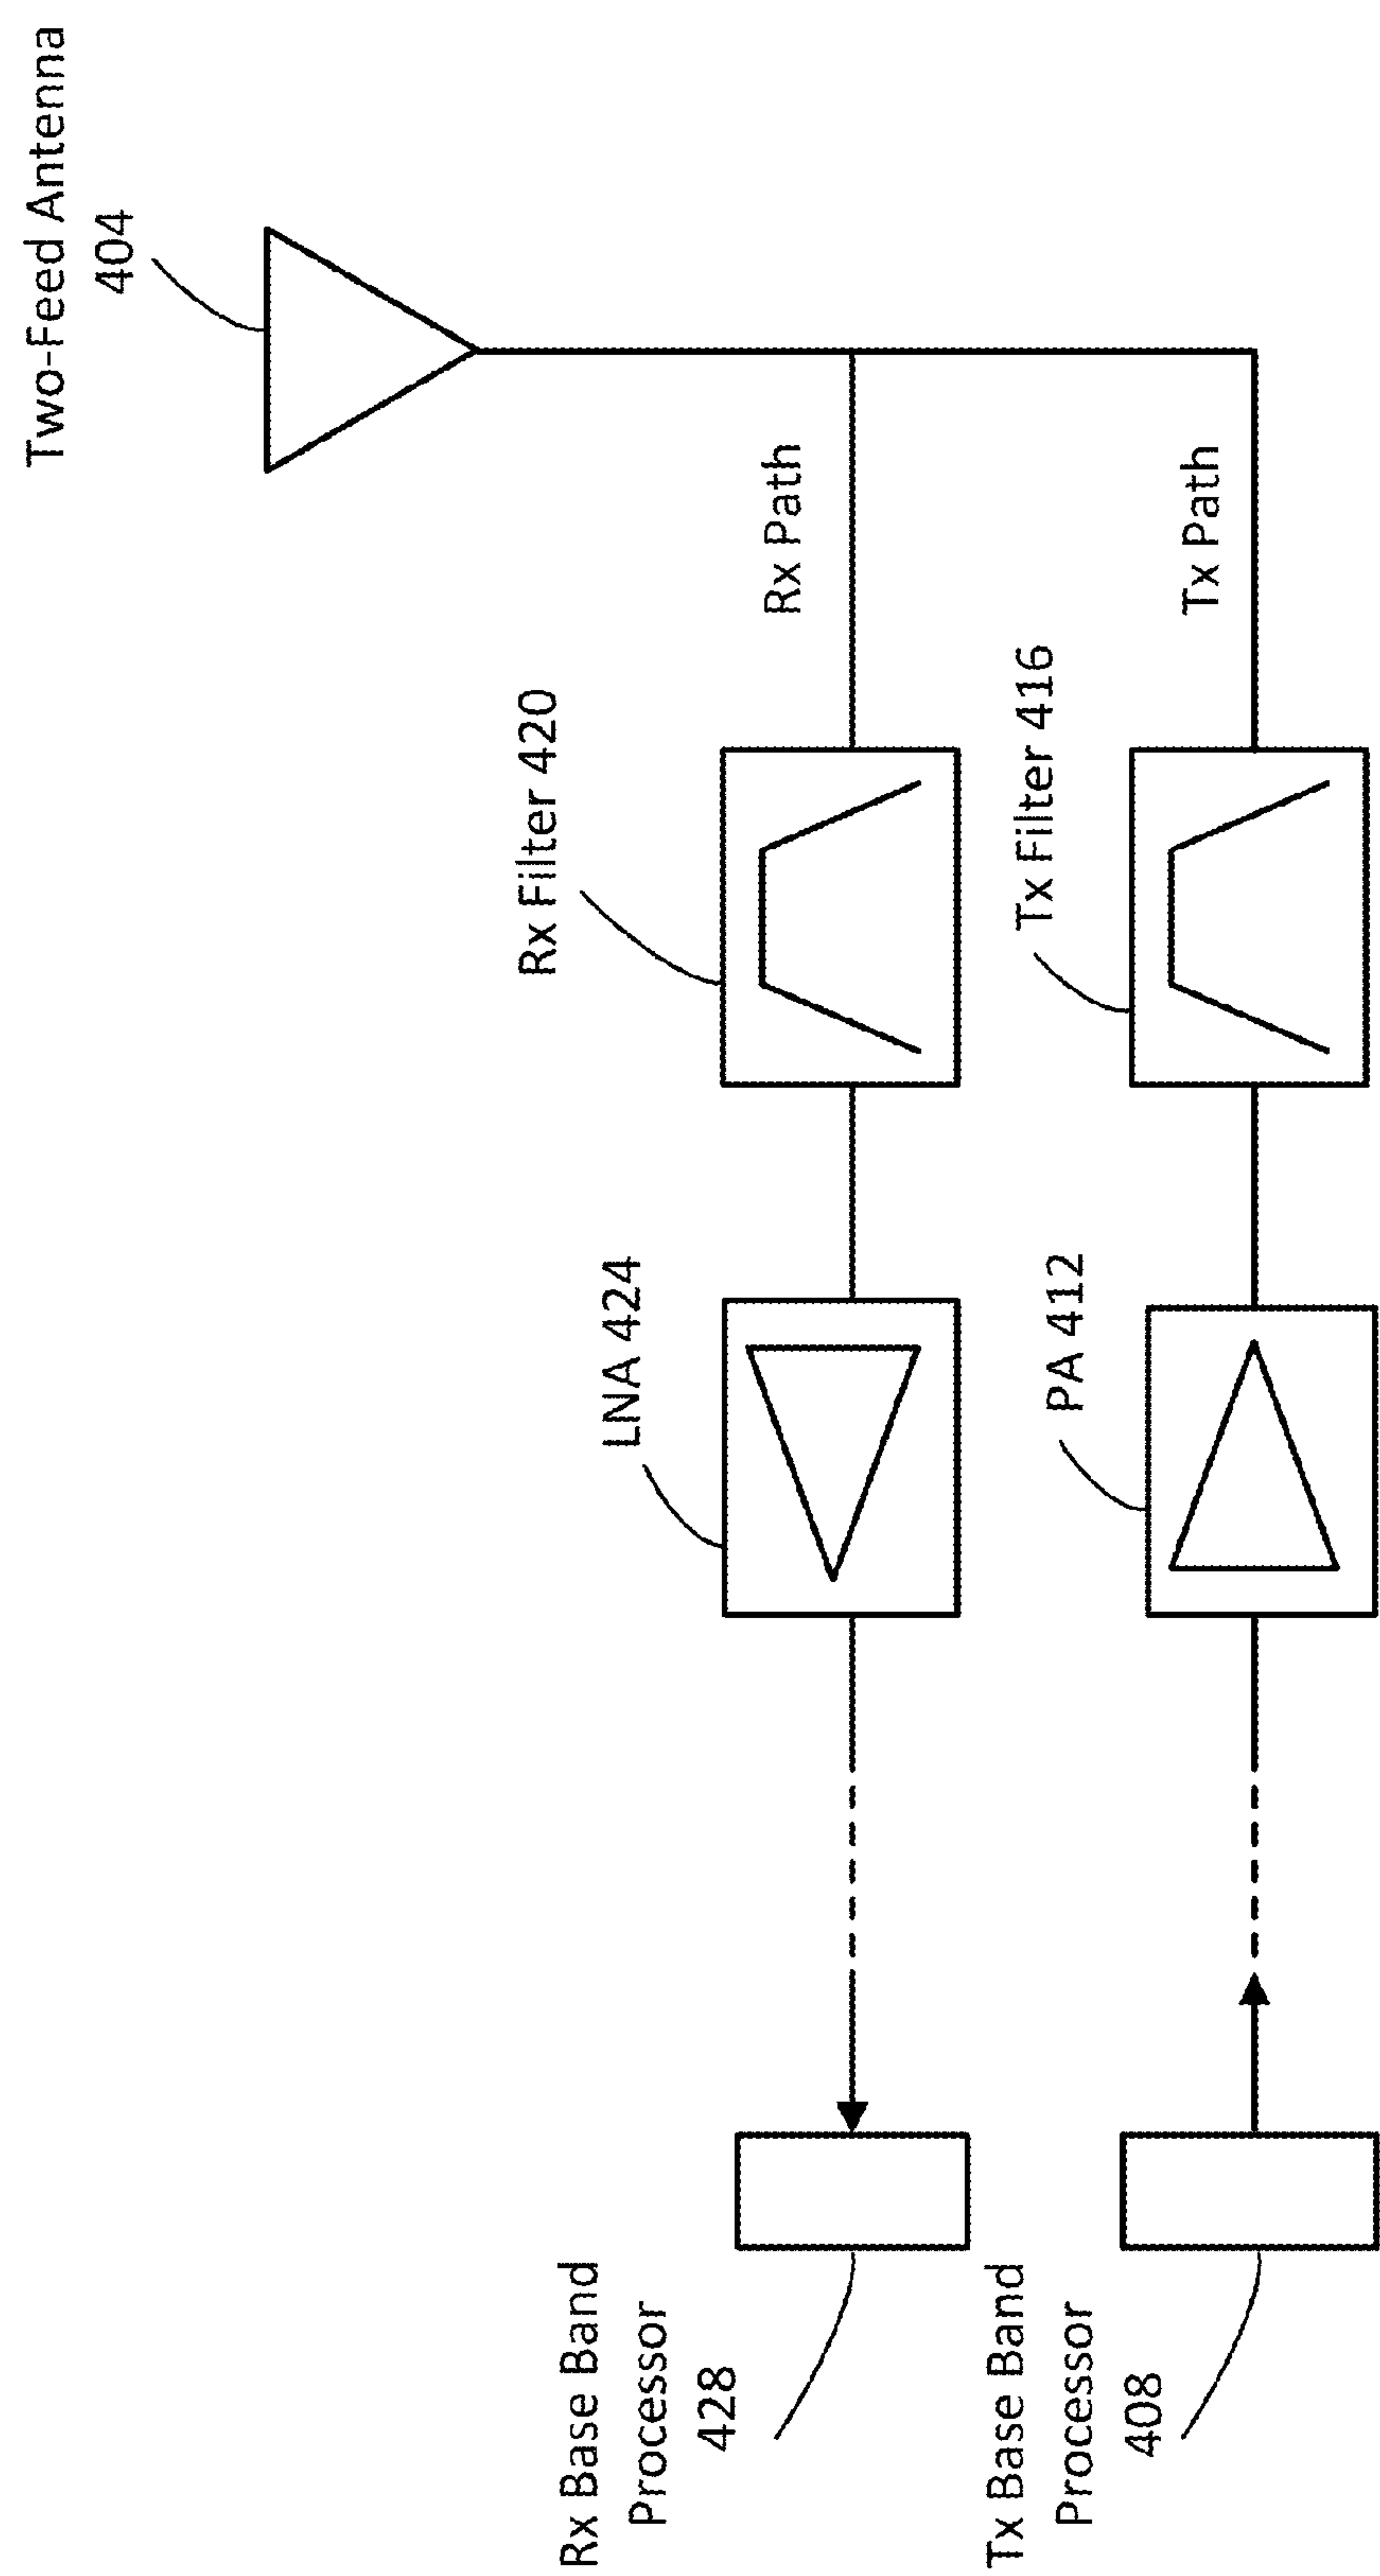 Two-Feed Antenna
404
Rx Path
Tx Path
Rx Filter 420
Tx Filter 416
LNA 424
PA 412
Rx Base Band
Processor
428
Tx Base Band
Processor
408